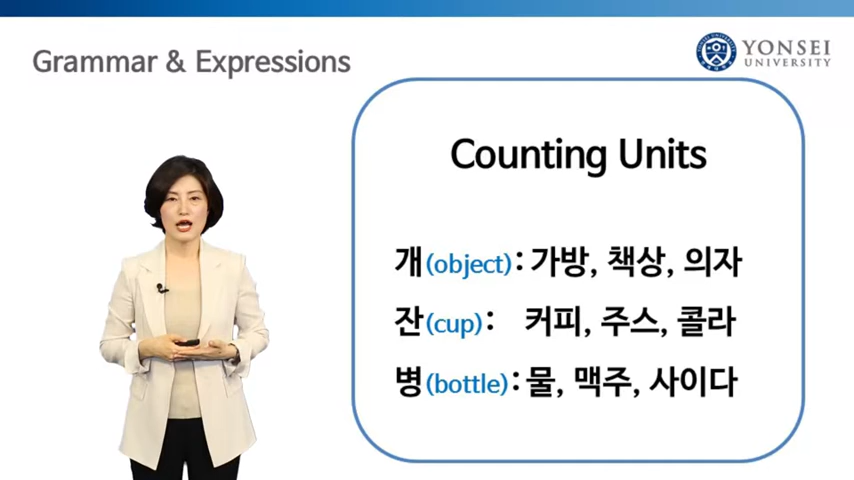 Grammar & Expressions
YONSEI
UNIVERSITY
Counting Units
개(object): 가방, 책상, 의자
잔(cup): 커피, 주스, 콜라
병(bottle): 물, 맥주, 사이다